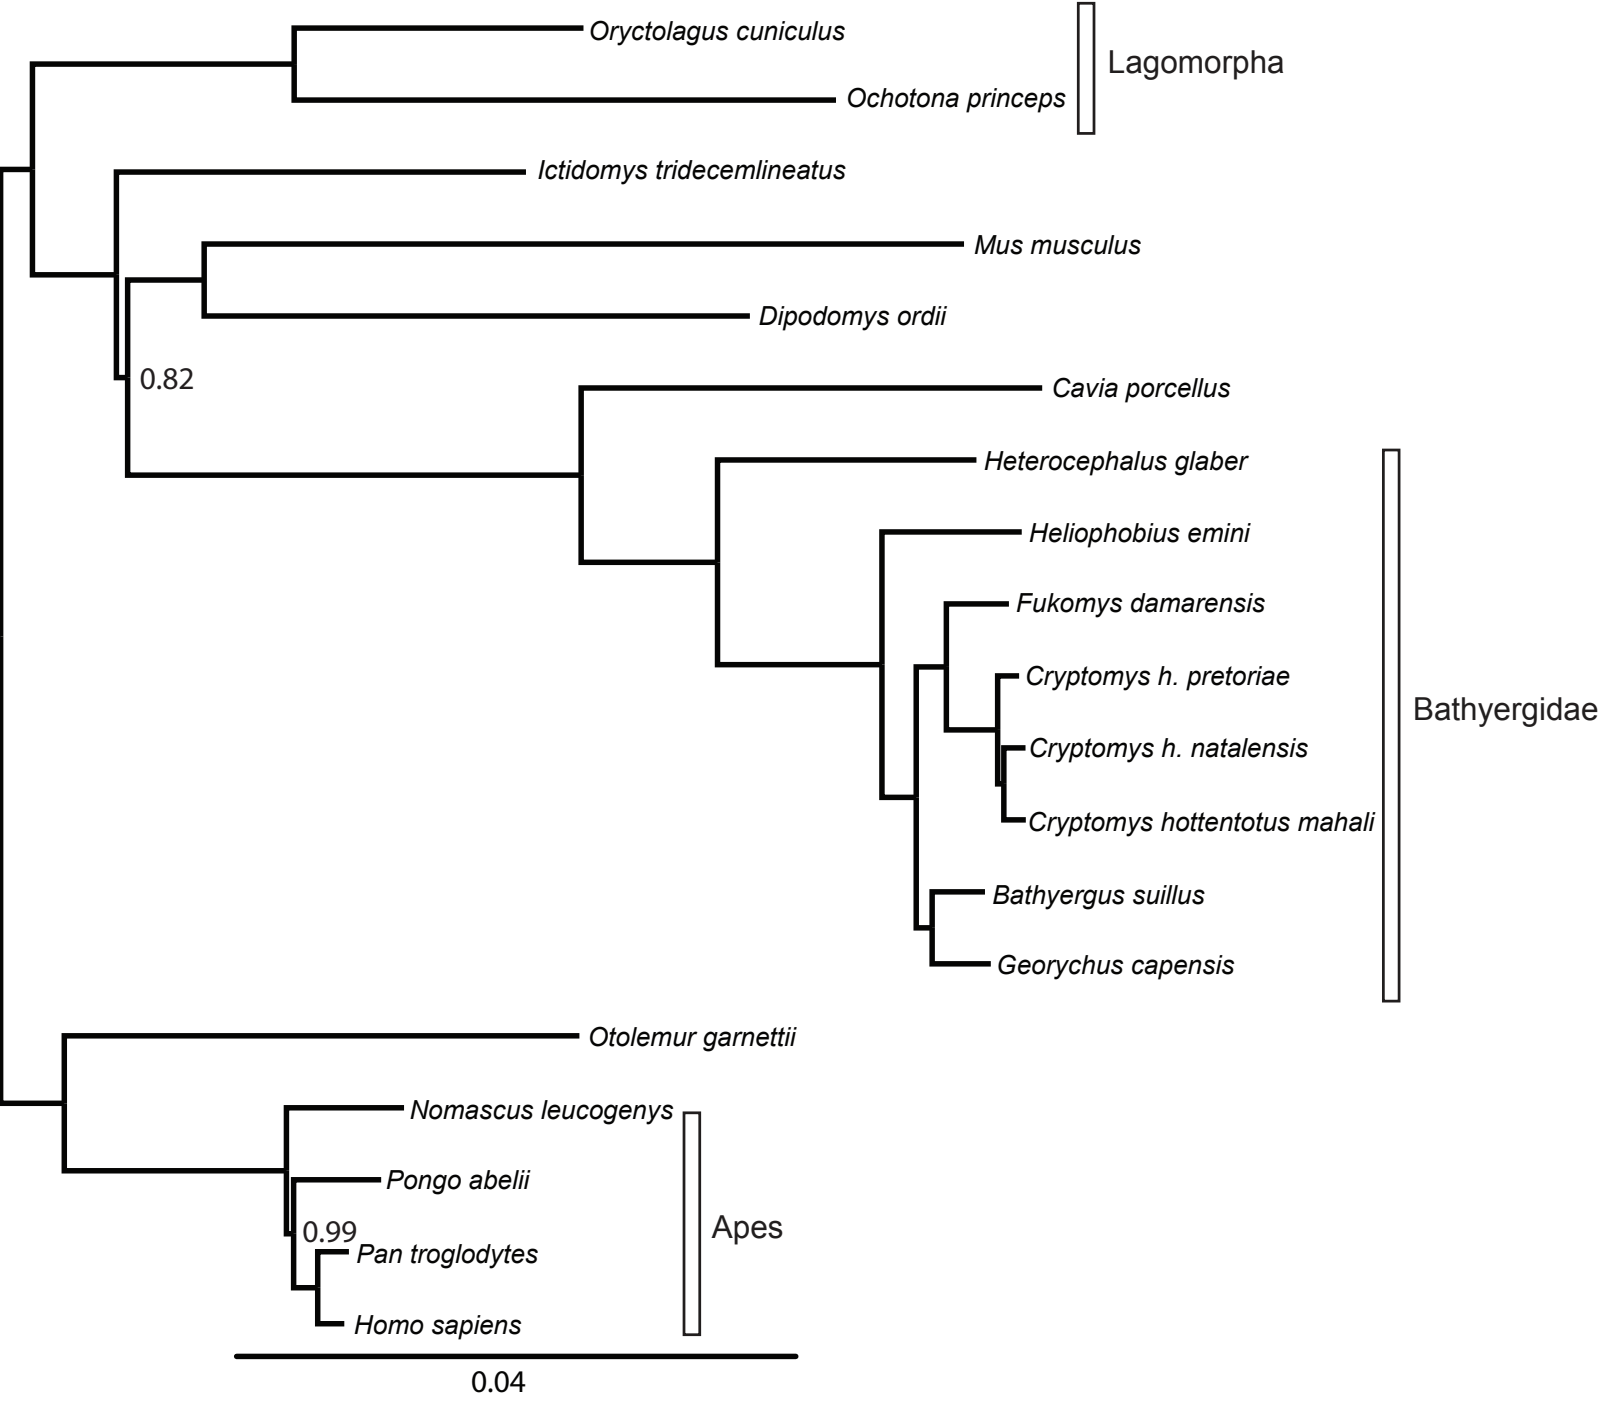 Oryctolagus cuniculus
Lagomorpha
Ochotona princeps
Ictidomys tridecemlineatus
Mus musculus
Dipodomys ordii
0.82
Cavia porcellus
Heterocephalus glaber
Heliophobius emini
Fukomys damarensis
Cryptomys h. pretoriae
Bathyergidae
Cryptomys h. natalensis
Cryptomys hottentotus mahali
Bathyergus suillus
Georychus capensis
Otolemur garnettii
Nomascus leucogenys
Pongo abelii
Apes
0.99
Pan troglodytes
Homo sapiens
0.04